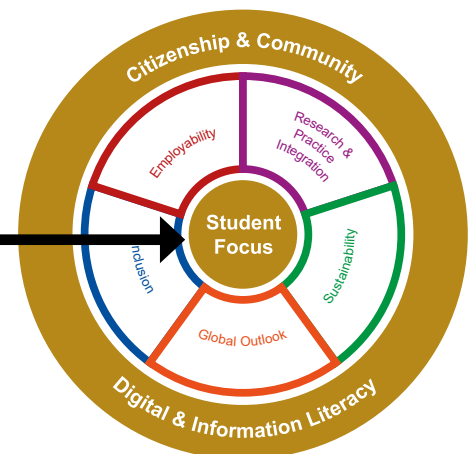 Citizenship & Community
Employability
Research &
Practice
Integration
Student
Focus
nclusion
Sustainability
Global Outlook
Digital & Information Literacy